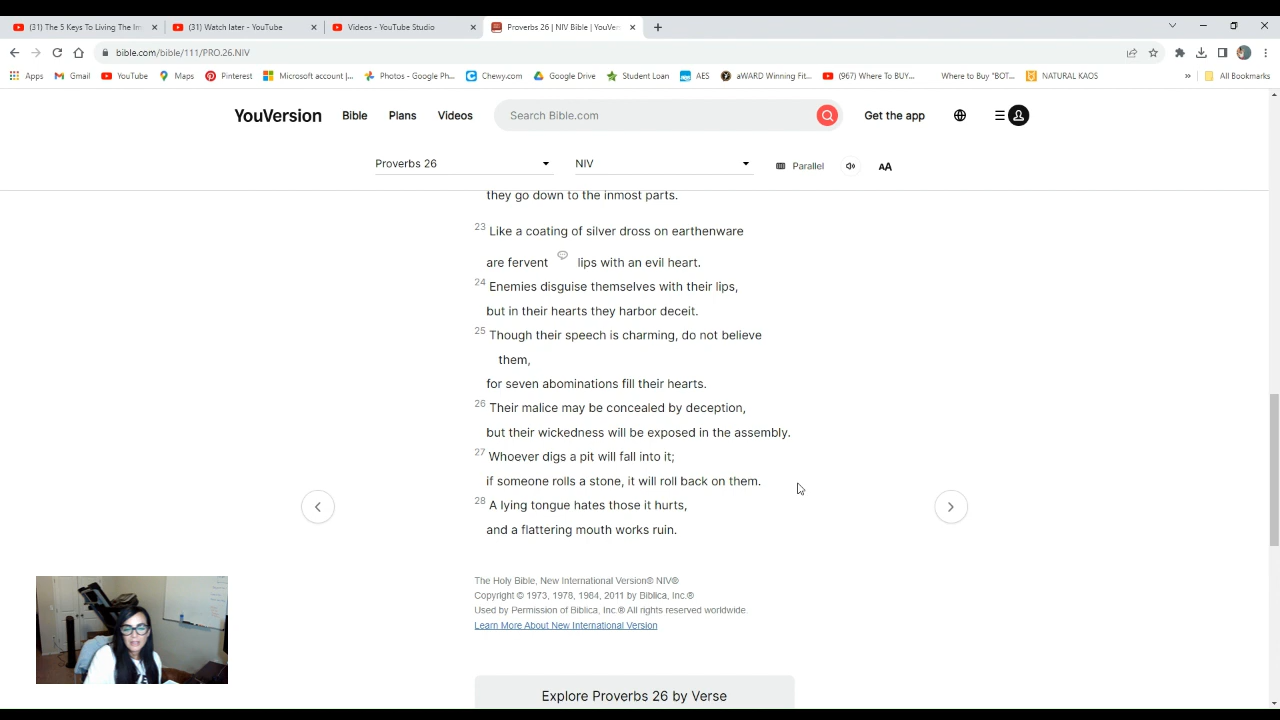 (31) The 5 Keys To Living The Im
(31) Watch later - YouTube
Videos - YouTube Studio
Proverbs 26 | NIV Bible | YouVer
bible.com/bible/111/PRO.26.NIV
Apps
Gmail
YouTube
Maps
Pinterest
Microsoft account |...
Photos - Google Ph...
Chewy.com
Google Drive
Student Loan
AES
aWARD Winning Fit...
(967) Where To BUY...
Where to Buy "BOT...
NATURAL KAOS
»
All Bookmarks
YouVersion
Bible
Plans
Videos
Search Bible.com
Get the app
Proverbs 26
NIV
Parallel
AA
they go down to the inmost parts.
23 Like a coating of silver dross on earthenware
are fervent lips with an evil heart.
24 Enemies disguise themselves with their lips,
but in their hearts they harbor deceit.
25 Though their speech is charming, do not believe
them,
for seven abominations fill their hearts.
26 Their malice may be concealed by deception,
but their wickedness will be exposed in the assembly.
27 Whoever digs a pit will fall into it;
if someone rolls a stone, it will roll back on them.
28 A lying tongue hates those it hurts,
and a flattering mouth works ruin.
The Holy Bible, New International Version® NIV®
Copyright © 1973, 1978, 1984, 2011 by Biblica, Inc.®
Used by Permission of Biblica, Inc.® All rights reserved worldwide.
Learn More About New International Version
Explore Proverbs 26 by Verse